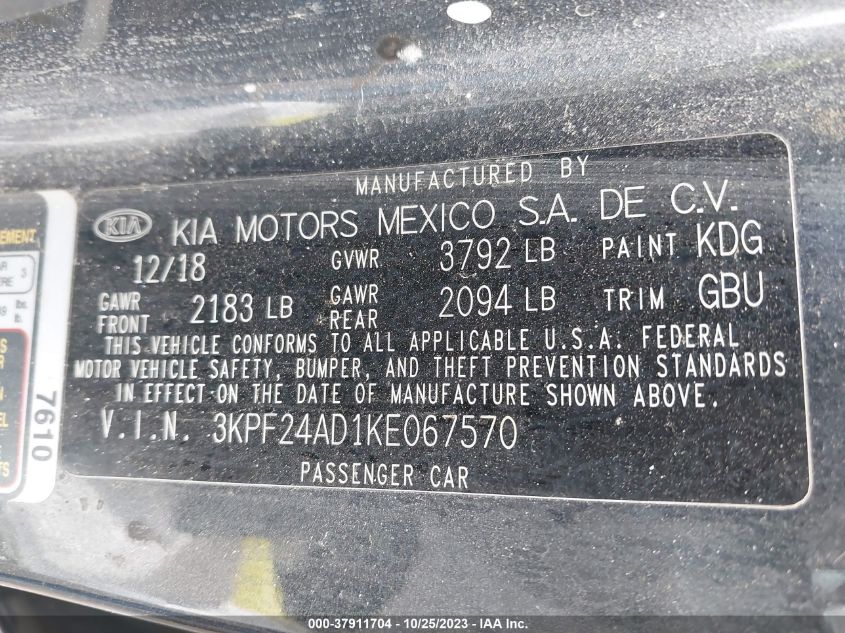 MANUFACTURED BY
KIA KIA MOTORS MEXICO S.A. DE C.V.
12/18 GVWR 3792 LB PAINT KDG
GAWR FRONT 2183 LB GAWR REAR 2094 LB TRIM GBU
THIS VEHICLE CONFORMS TO ALL APPLICABLE U.S.A. FEDERAL
MOTOR VEHICLE SAFETY, BUMPER, AND THEFT PREVENTION STANDARDS
IN EFFECT ON THE DATE OF MANUFACTURE SHOWN ABOVE.
V.I.N. 3KPF24AD1KE067570
PASSENGER CAR
7610
000-37911704 - 10/25/2023 - IAA Inc.